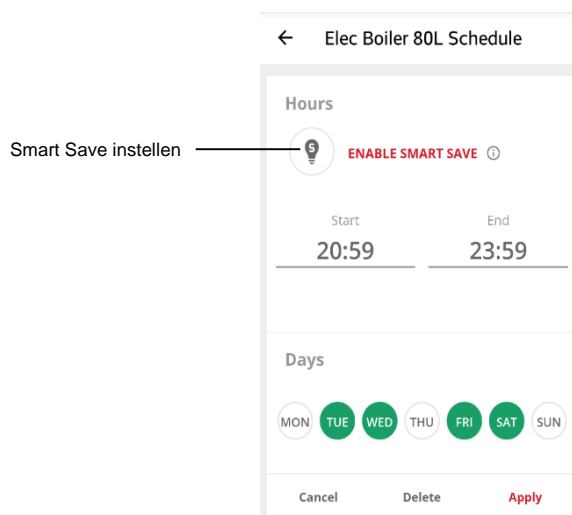 Elec Boiler 80L Schedule
Hours
Smart Save instellen
S
ENABLE SMART SAVE
Start End
20:59 23:59
Days
MON TUE WED THU FRI SAT SUN
Cancel Delete Apply